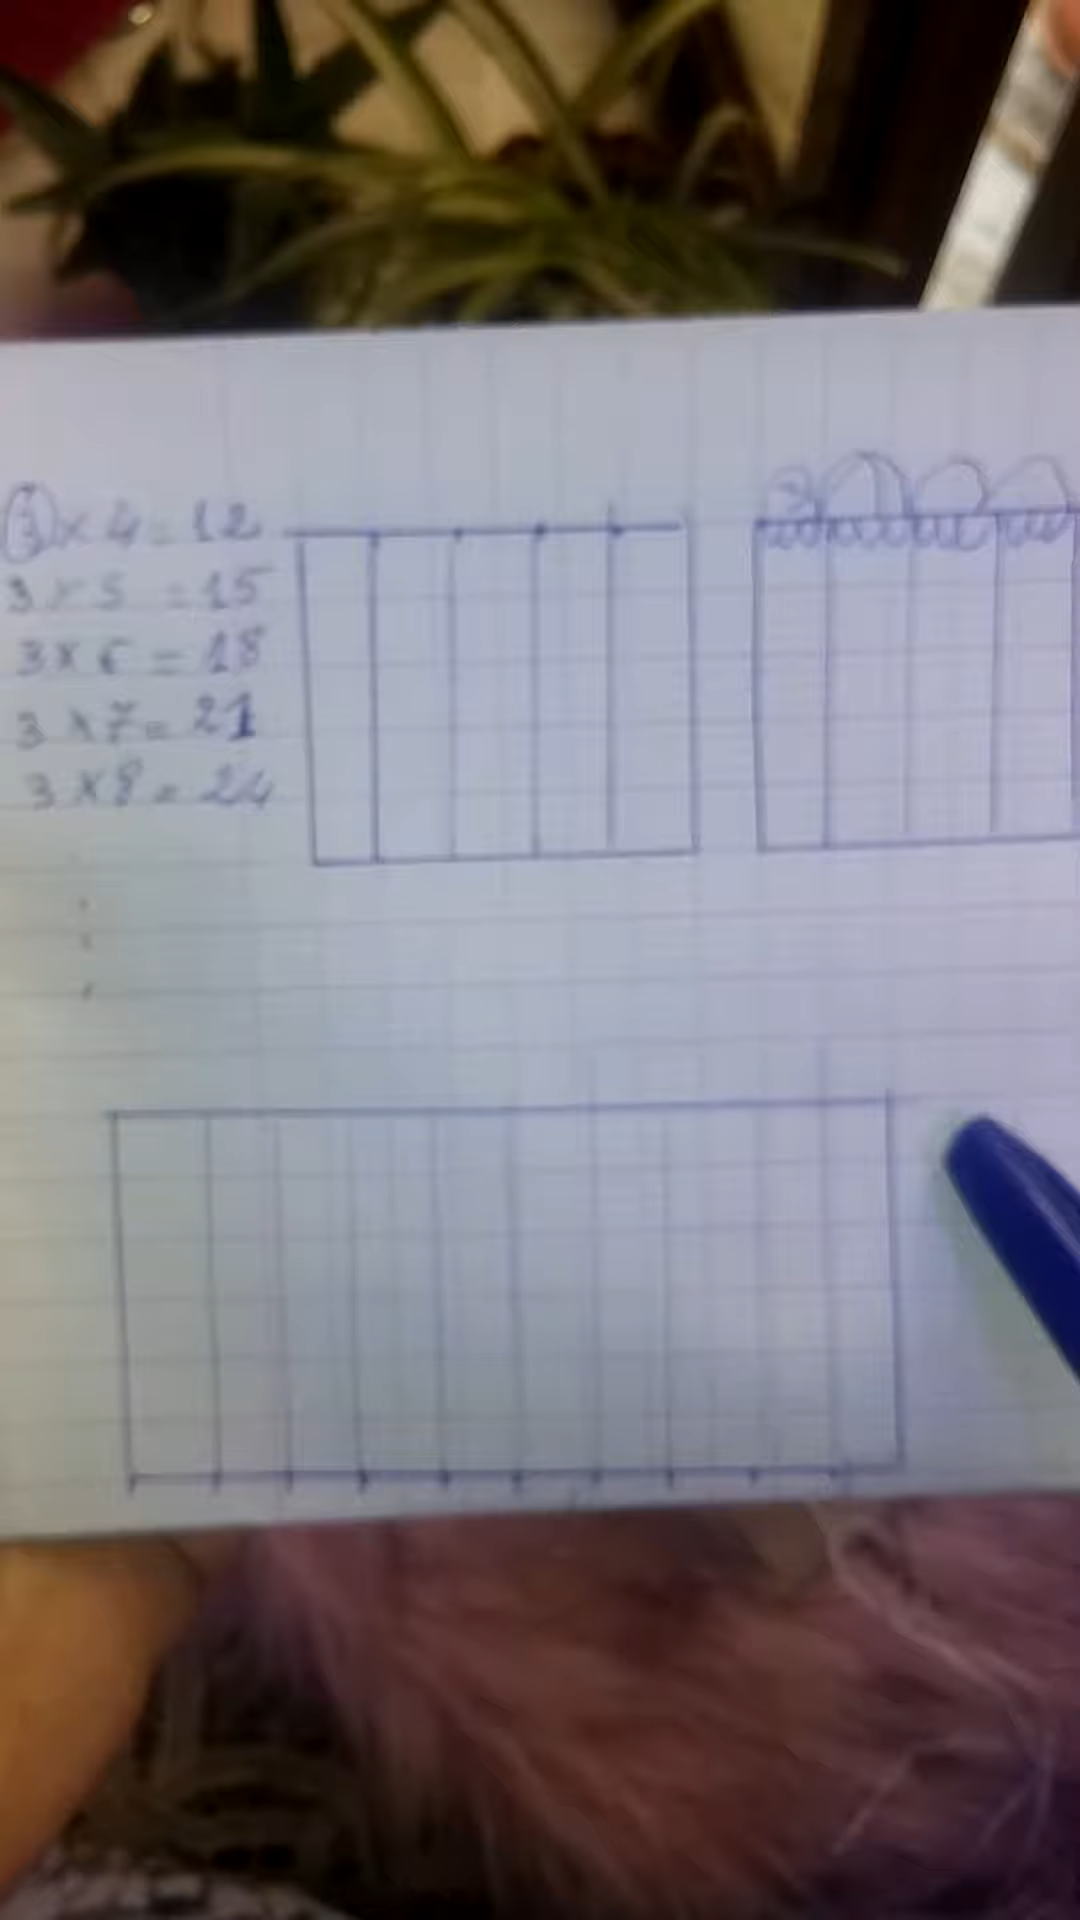 3 x 4 = 12
3 x 5 = 15
3 x 6 = 18
3 x 7 = 21
3 x 8 = 24